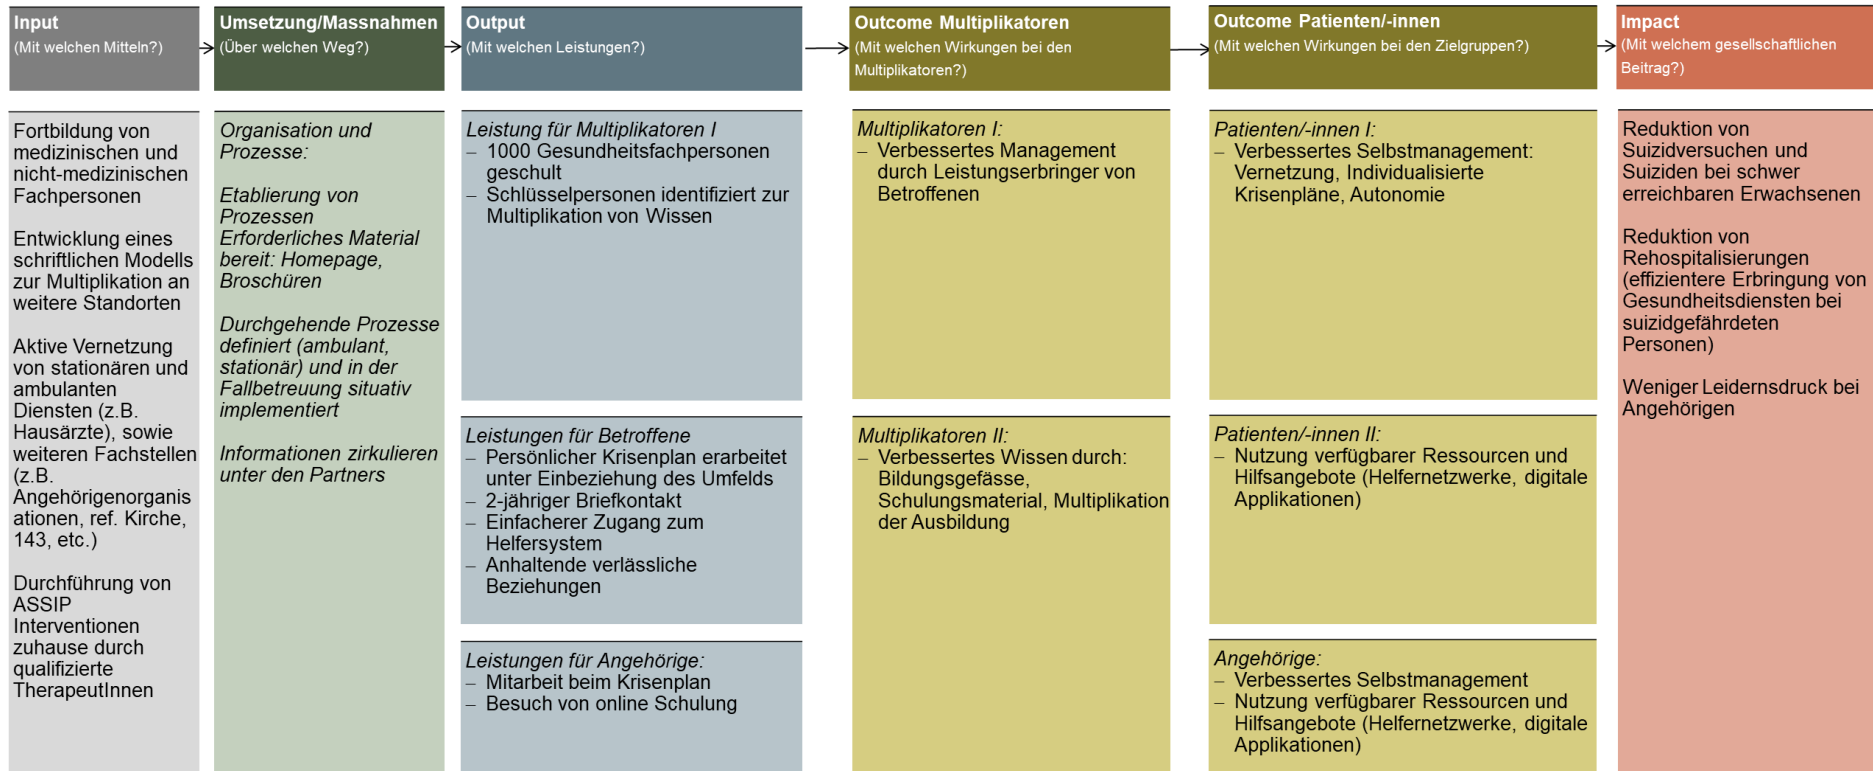 Input
(Mit welchen Mitteln?)
Fortbildung von
medizinischen und
nicht-medizinischen
Fachpersonen
Entwicklung eines
schriftlichen Modells
zur Multiplikation an
weitere Standorten
Aktive Vernetzung
von stationären und
ambulanten
Diensten (z.B.
Hausärzte), sowie
weiteren Fachstellen
(z.B.
Angehörigenorganis
ationen, ref. Kirche,
143, etc.)
Durchführung von
ASSIP
Interventionen
zuhause durch
qualifizierte
TherapeutInnen
Umsetzung/Massnahmen
(Über welchen Weg?)
Organisation und
Prozesse:
Etablierung von
Prozessen
Erforderliches Material
bereit: Homepage,
Broschüren
Durchgehende Prozesse
definiert (ambulant,
stationär) und in der
Fallbetreuung situativ
implementiert
Informationen zirkulieren
unter den Partners
Output
(Mit welchen Leistungen?)
Leistung für Multiplikatoren I
– 1000 Gesundheitsfachpersonen
geschult
– Schlüsselpersonen identifiziert zur
Multiplikation von Wissen
Leistungen für Betroffene
– Persönlicher Krisenplan erarbeitet
unter Einbeziehung des Umfelds
– 2-jähriger Briefkontakt
– Einfacherer Zugang zum
Helfersystem
– Anhaltende verlässliche
Beziehungen
Leistungen für Angehörige:
– Mitarbeit beim Krisenplan
– Besuch von online Schulung
Outcome Multiplikatoren
(Mit welchen Wirkungen bei den
Multiplikatoren?)
Multiplikatoren I:
– Verbessertes Management
durch Leistungserbringer von
Betroffenen
Multiplikatoren II:
– Verbessertes Wissen durch:
Bildungsgefässe,
Schulungsmaterial, Multiplikation
der Ausbildung
Outcome Patienten/-innen
(Mit welchen Wirkungen bei den Zielgruppen?)
Patienten/-innen I:
– Verbessertes Selbstmanagement:
Vernetzung, Individualisierte
Krisenpläne, Autonomie
Patienten/-innen II:
– Nutzung verfügbarer Ressourcen und
Hilfsangebote (Helfernetzwerke, digitale
Applikationen)
Angehörige:
– Verbessertes Selbstmanagement
– Nutzung verfügbarer Ressourcen und
Hilfsangebote (Helfernetzwerke, digitale
Applikationen)
Impact
(Mit welchem gesellschaftlichen
Beitrag?)
Reduktion von
Suizidversuchen und
Suiziden bei schwer
erreichbaren Erwachsenen
Reduktion von
Rehospitalisierungen
(effizientere Erbringung von
Gesundheitsdiensten bei
suizidgefährdeten
Personen)
Weniger Leidernsdruck bei
Angehörigen